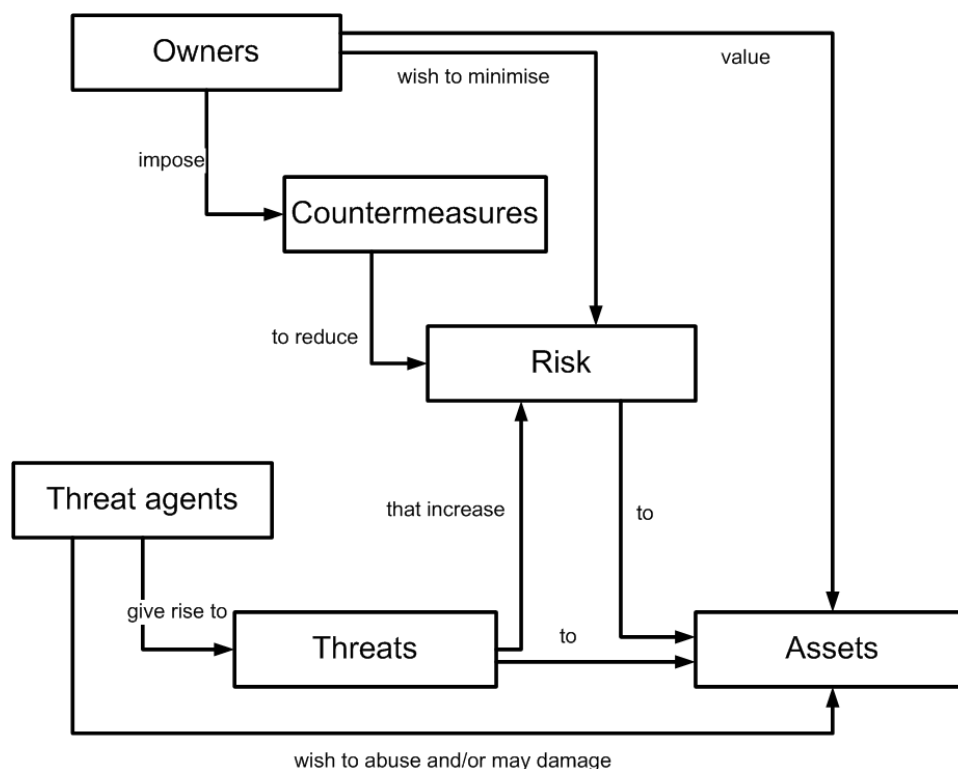 Owners
value
wish to minimise
impose
Countermeasures
to reduce
Risk
Threat agents
that increase
to
give rise to
Threats
to
Assets
wish to abuse and/or may damage